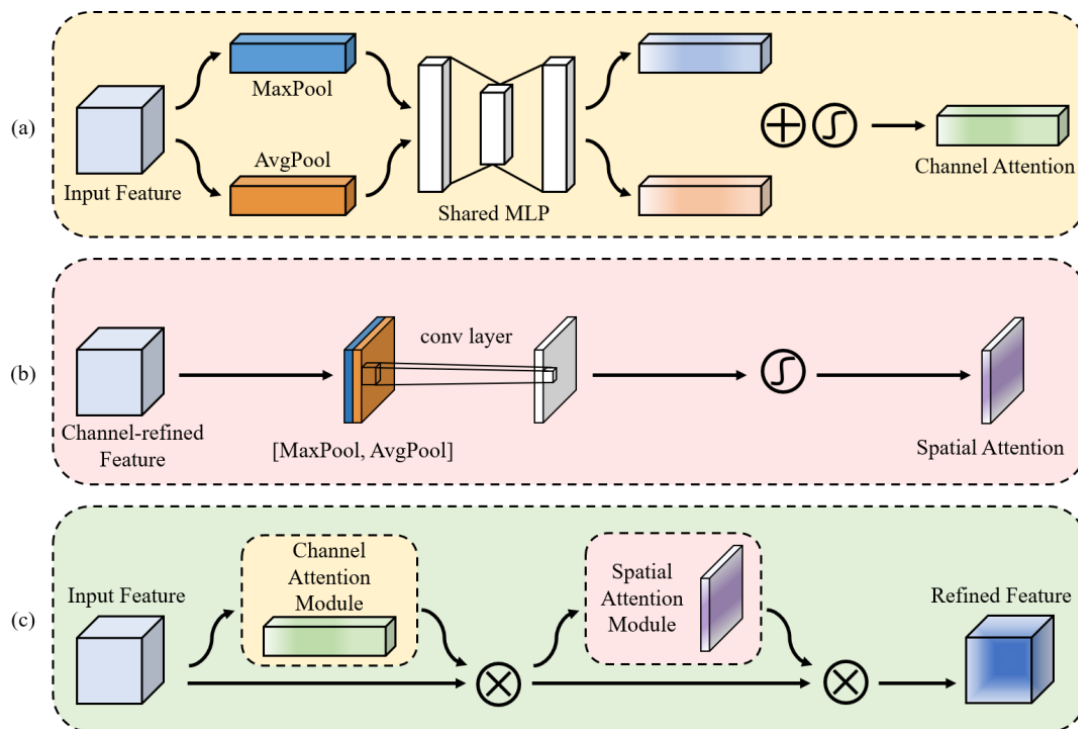 (a)
MaxPool
Input Feature
AvgPool
Shared MLP
Channel Attention
(b)
conv layer
Channel-refined
Feature
[MaxPool, AvgPool]
Spatial Attention
(c)
Input Feature
Channel
Attention
Module
Spatial
Attention
Module
Refined Feature